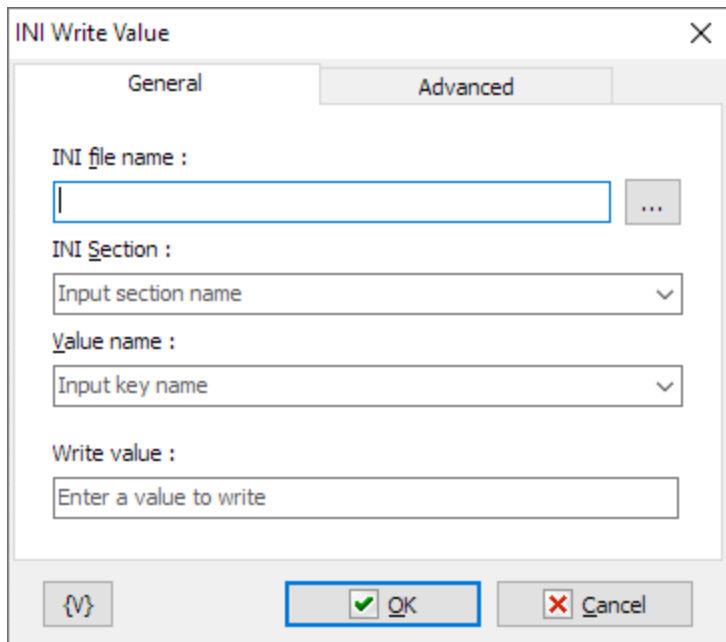 INI Write Value
General
Advanced
INI file name :
...
INI Section :
Input section name
Value name :
Input key name
Write value :
Enter a value to write
{V}
OK
Cancel